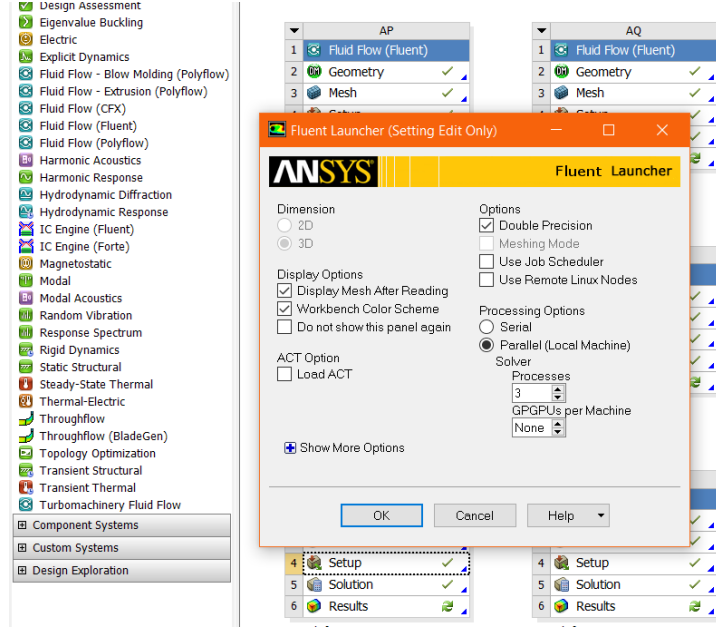 Design Assessment
Eigenvalue Buckling
Electric
Explicit Dynamics
Fluid Flow - Blow Molding (Polyflow)
Fluid Flow - Extrusion (Polyflow)
Fluid Flow (CFX)
Fluid Flow (Fluent)
Fluid Flow (Polyflow)
Harmonic Acoustics
Harmonic Response
Hydrodynamic Diffraction
Hydrodynamic Response
IC Engine (Fluent)
IC Engine (Forte)
Magnetostatic
Modal
Modal Acoustics
Random Vibration
Response Spectrum
Rigid Dynamics
Static Structural
Steady-State Thermal
Thermal-Electric
Throughflow
Throughflow (BladeGen)
Topology Optimization
Transient Structural
Transient Thermal
Turbomachinery Fluid Flow
Component Systems
Custom Systems
Design Exploration
AP
1 Fluid Flow (Fluent)
2 Geometry
3 Mesh
AQ
1 Fluid Flow (Fluent)
2 Geometry
3 Mesh
Fluent Launcher (Setting Edit Only)
ANSYS
Fluent Launcher
Dimension
2D
3D
Display Options
Display Mesh After Reading
Workbench Color Scheme
Do not show this panel again
ACT Option
Load ACT
Show More Options
Options
Double Precision
Meshing Mode
Use Job Scheduler
Use Remote Linux Nodes
Processing Options
Serial
Parallel (Local Machine)
Solver
Processes
3
GPGPUs per Machine
None
OK Cancel Help
4 Setup
5 Solution
6 Results
4 Setup
5 Solution
6 Results